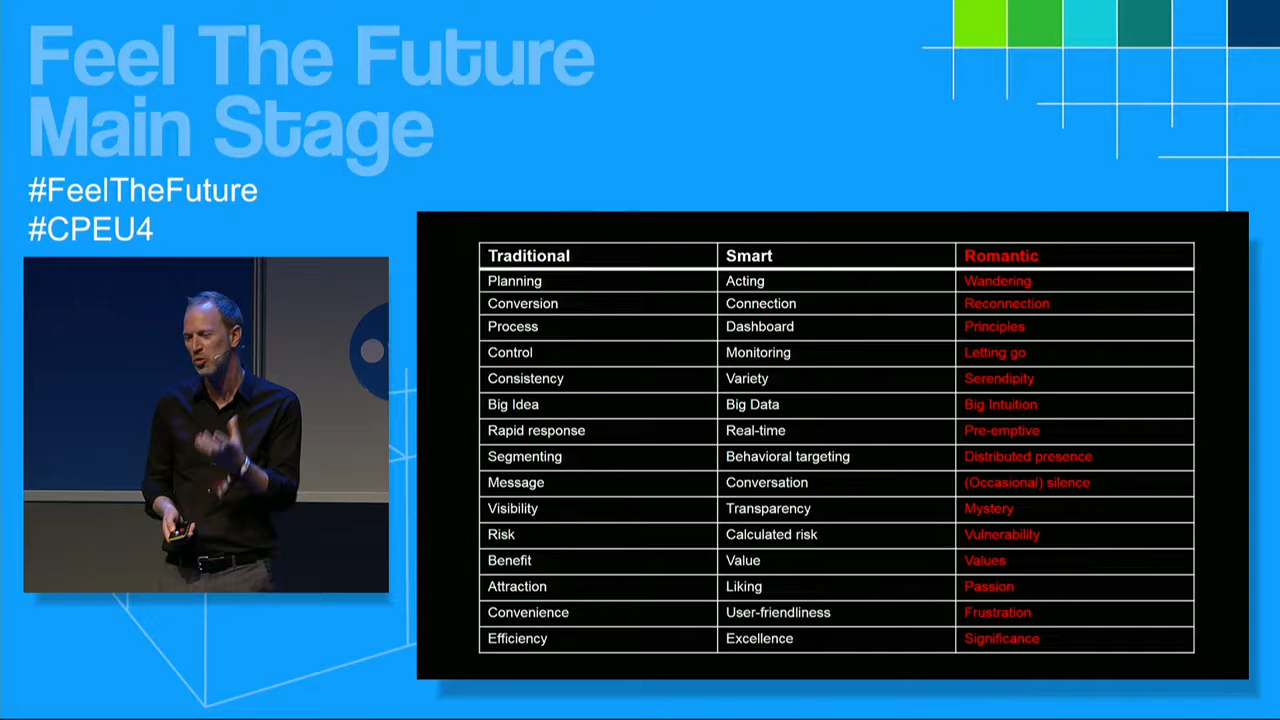 Feel The Future
Main Stage
#FeelTheFuture
#CPEU4
Traditional Smart Romantic
Planning Acting Wandering
Conversion Connection Reconnection
Process Dashboard Principles
Control Monitoring Letting go
Consistency Variety Serendipity
Big Idea Big Data Big Intuition
Rapid response Real-time Pre-emptive
Segmenting Behavioral targeting Distributed presence
Message Conversation (Occasional) silence
Visibility Transparency Mystery
Risk Calculated risk Vulnerability
Benefit Value Values
Attraction Liking Passion
Convenience User-friendliness Frustration
Efficiency Excellence Significance